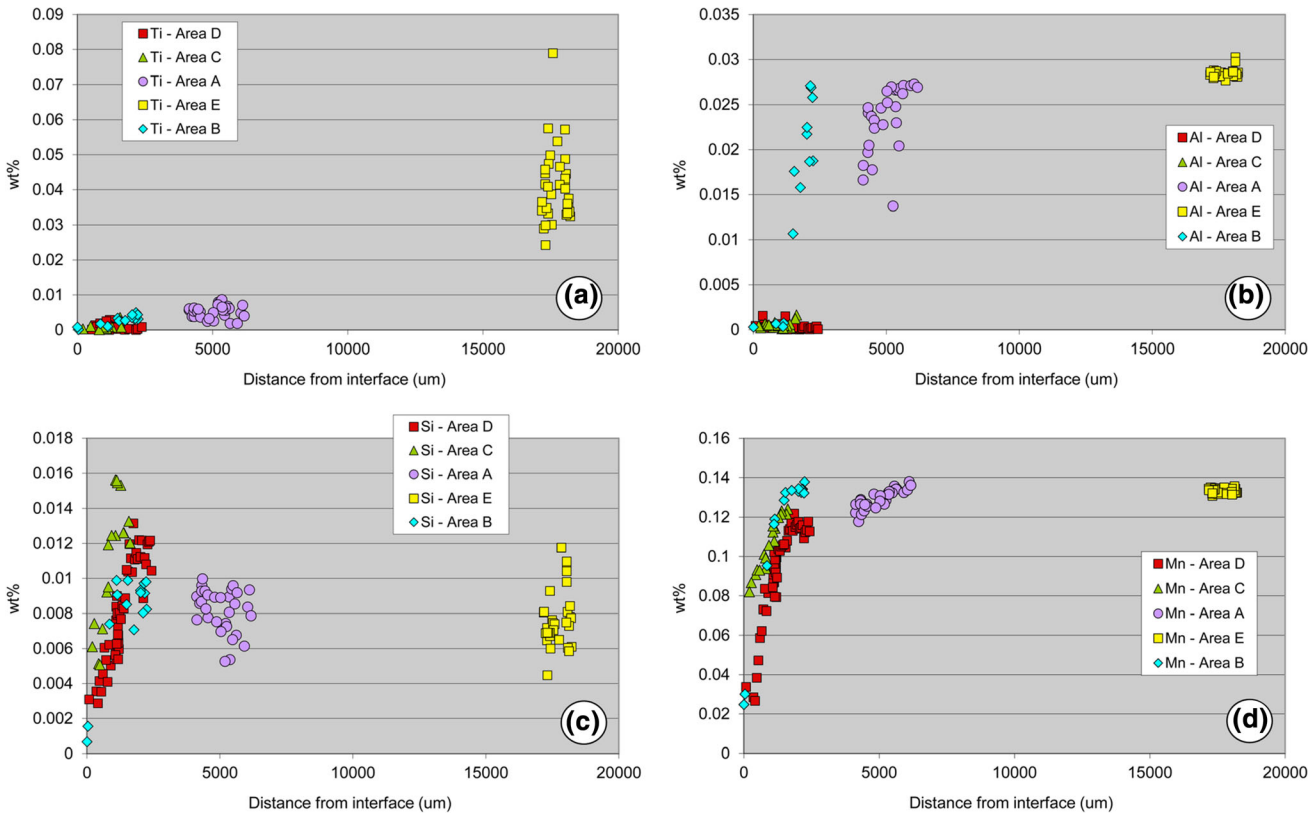 0.09
0.08
0.07
0.06
0.05
0.04
0.03
0.02
0.01
0
wt%
Ti - Area D
Ti - Area C
Ti - Area A
Ti - Area E
Ti - Area B
(a)
0 5000 10000 15000 20000
Distance from interface (um)
0.035
0.03
0.025
0.02
0.015
0.01
0.005
0
wt%
Al - Area D
Al - Area C
Al - Area A
Al - Area E
Al - Area B
(b)
0 5000 10000 15000 20000
Distance from interface (um)
0.018
0.016
0.014
0.012
0.01
0.008
0.006
0.004
0.002
0
wt%
Si - Area D
Si - Area C
Si - Area A
Si - Area E
Si - Area B
(c)
0 5000 10000 15000 20000
Distance from interface (um)
0.16
0.14
0.12
0.1
0.08
0.06
0.04
0.02
0
wt%
Mn - Area D
Mn - Area C
Mn - Area A
Mn - Area E
Mn - Area B
(d)
0 5000 10000 15000 20000
Distance from interface (um)